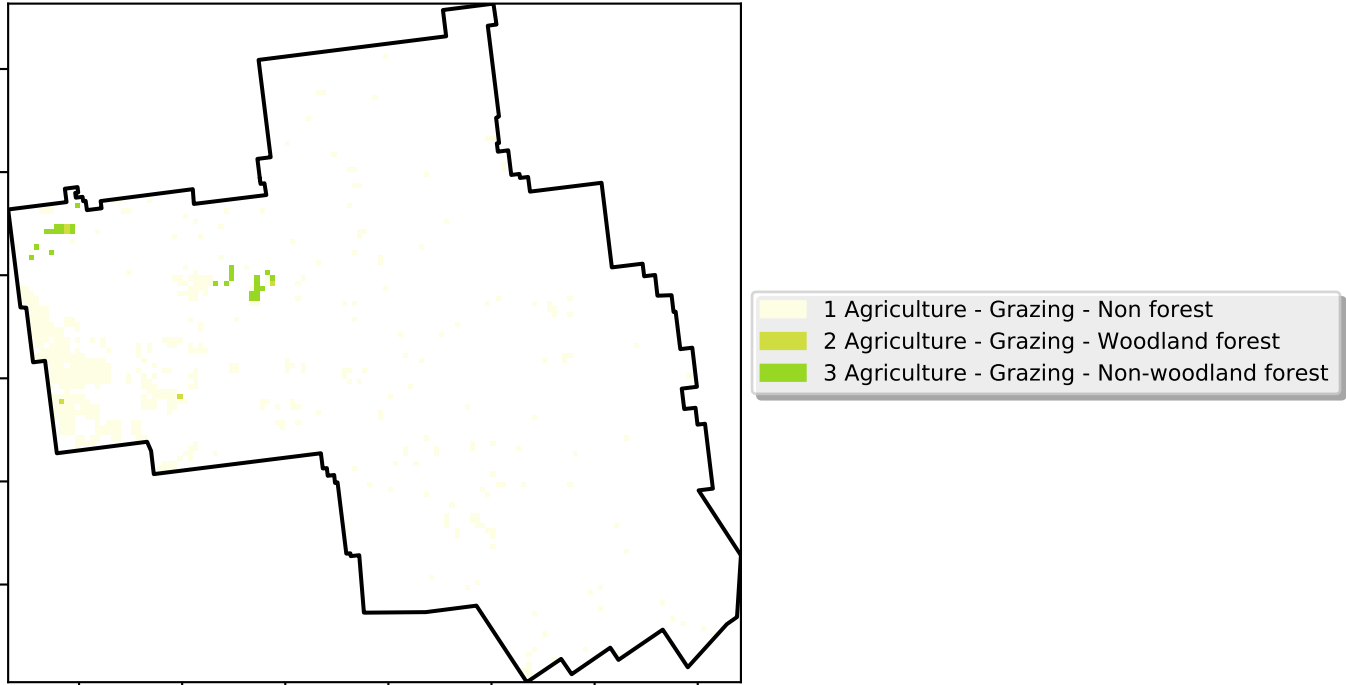 1 Agriculture - Grazing - Non forest
2 Agriculture - Grazing - Woodland forest
3 Agriculture - Grazing - Non-woodland forest